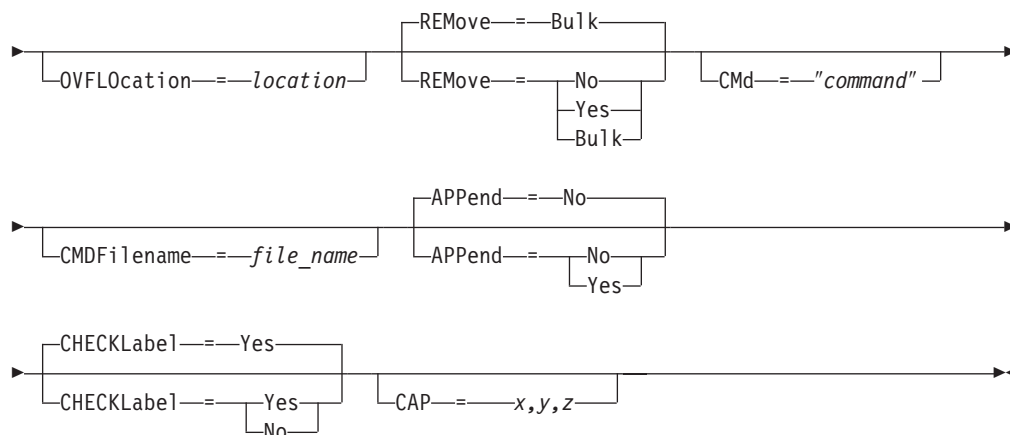 REMove = Bulk
OVFLOcation = location REMove = No CMd = "command"
Yes
Bulk
APPend = No
CMDFilename = file_name APPend = No
Yes
CHECKLabel = Yes
CHECKLabel = Yes CAP = x,y,z
No